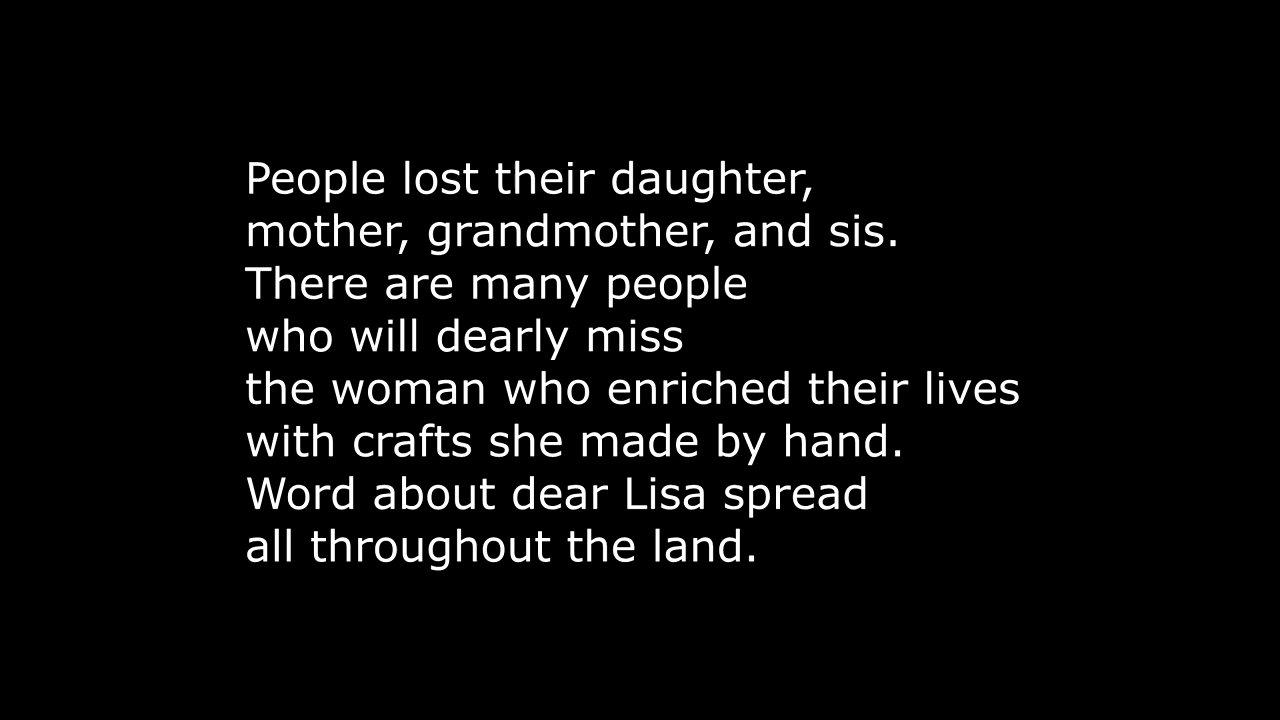 People lost their daughter,
mother, grandmother, and sis.
There are many people
who will dearly miss
the woman who enriched their lives
with crafts she made by hand.
Word about dear Lisa spread
all throughout the land.